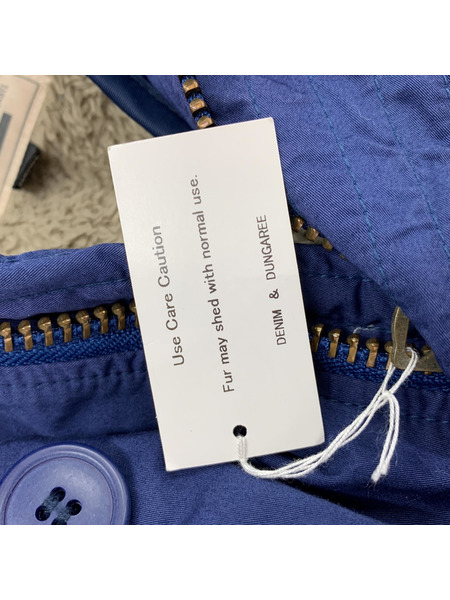 Use Care Caution
Fur may shed with normal use.
DENIM & DUNGAREE